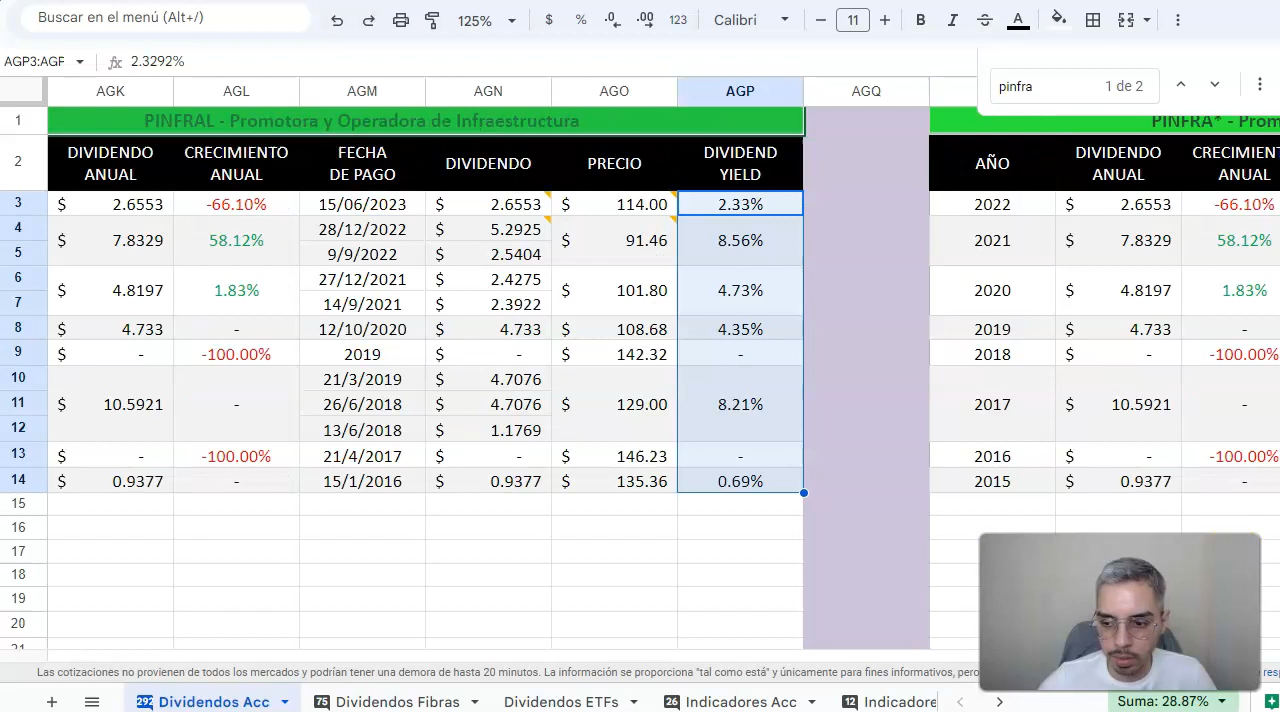 Buscar en el menú (Alt+/)
125%
$ % .0 .00 123
Calibri
11
B I A
AGP3:AGF
fx 2.3292%
pinfra 1 de 2
AGK AGL AGM AGN AGO AGP AGQ
1 PINFRAL - Promotora y Operadora de Infraestructura PINFRA* - Prom
2 DIVIDENDO ANUAL CRECIMIENTO ANUAL FECHA DE PAGO DIVIDENDO PRECIO DIVIDEND YIELD AÑO DIVIDENDO ANUAL CRECIMIENT ANUAL
3 $ 2.6553 -66.10% 15/06/2023 $ 2.6553 $ 114.00 2.33% 2022 $ 2.6553 -66.10%
4 $ 7.8329 58.12% 28/12/2022 $ 5.2925 $ 91.46 8.56% 2021 $ 7.8329 58.12%
5 9/9/2022 $ 2.5404
6 $ 4.8197 1.83% 27/12/2021 $ 2.4275 $ 101.80 4.73% 2020 $ 4.8197 1.83%
7 14/9/2021 $ 2.3922
8 $ 4.733 - 12/10/2020 $ 4.733 $ 108.68 4.35% 2019 $ 4.733 -
9 $ - -100.00% 2019 $ - $ 142.32 - 2018 $ - -100.00%
10 21/3/2019 $ 4.7076
11 $ 10.5921 - 26/6/2018 $ 4.7076 $ 129.00 8.21% 2017 $ 10.5921 -
12 13/6/2018 $ 1.1769
13 $ - -100.00% 21/4/2017 $ - $ 146.23 - 2016 $ - -100.00%
14 $ 0.9377 - 15/1/2016 $ 0.9377 $ 135.36 0.69% 2015 $ 0.9377 -
15
16
17
18
19
20
21
Las cotizaciones no provienen de todos los mercados y podrían tener una demora de hasta 20 minutos. La información se proporciona "tal como está" y únicamente para fines informativos, pero
292 Dividendos Acc 75 Dividendos Fibras Dividendos ETFs 26 Indicadores Acc 12 Indicadore Suma: 28.87%